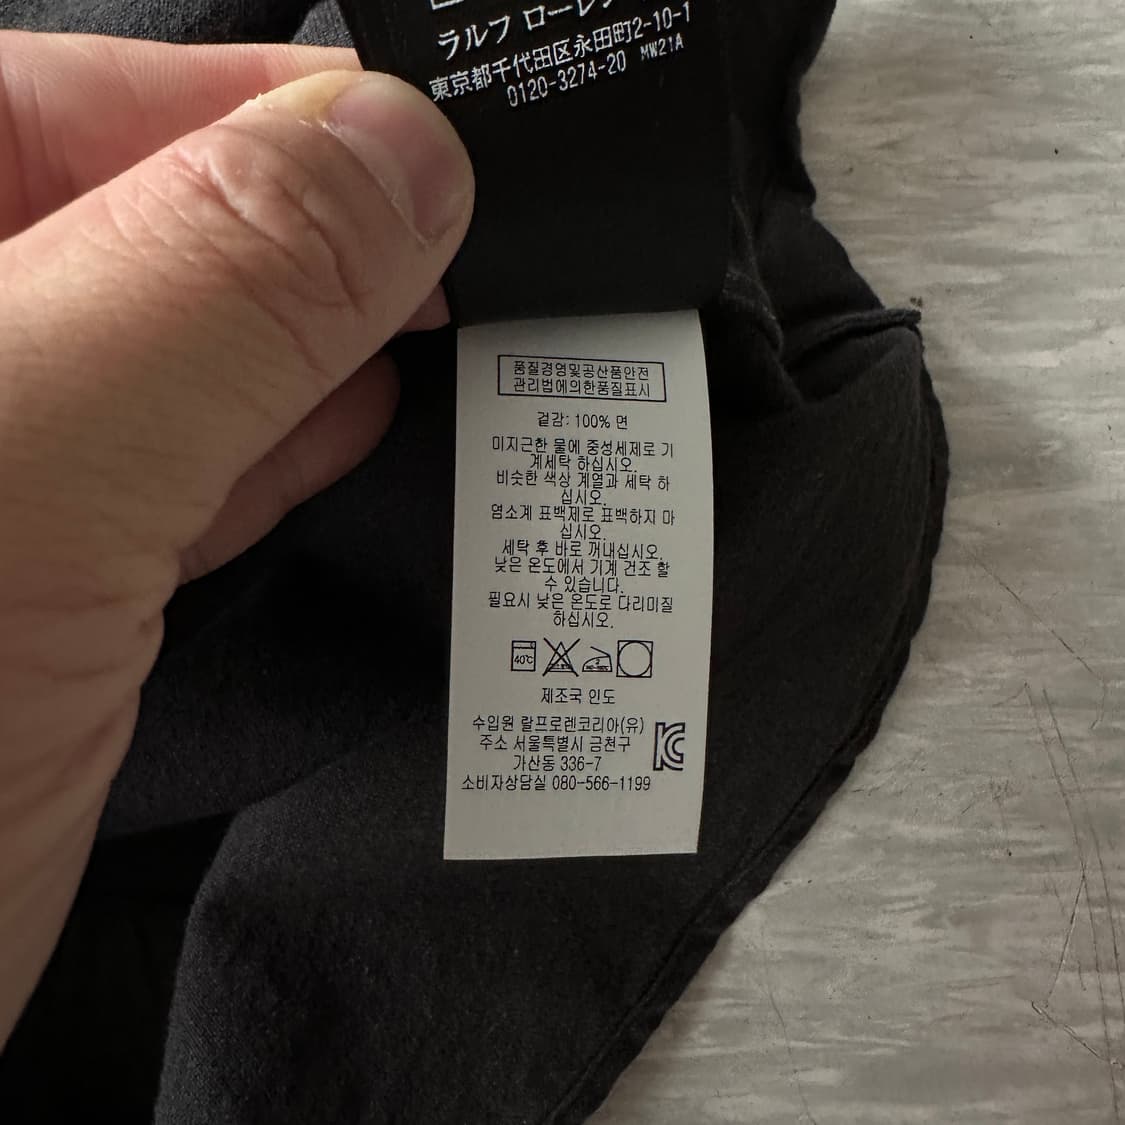 ラルフ ローレン
東京都千代田区永田町2-10-1
0120-3274-20 MW21A
품질경영및공산품안전
관리법에의한품질표시
겉감: 100% 면
미지근한 물에 중성세제로 기
계세탁 하십시오.
비슷한 색상 계열과 세탁 하
십시오.
염소계 표백제로 표백하지 마
십시오.
세탁 후 바로 꺼내십시오.
낮은 온도에서 기계 건조 할
수 있습니다.
필요시 낮은 온도로 다리미질
하십시오.
40℃
제조국 인도
수입원 랄프로렌코리아(유)
주소 서울특별시 금천구
가산동 336-7
소비자상담실 080-566-1199
KC